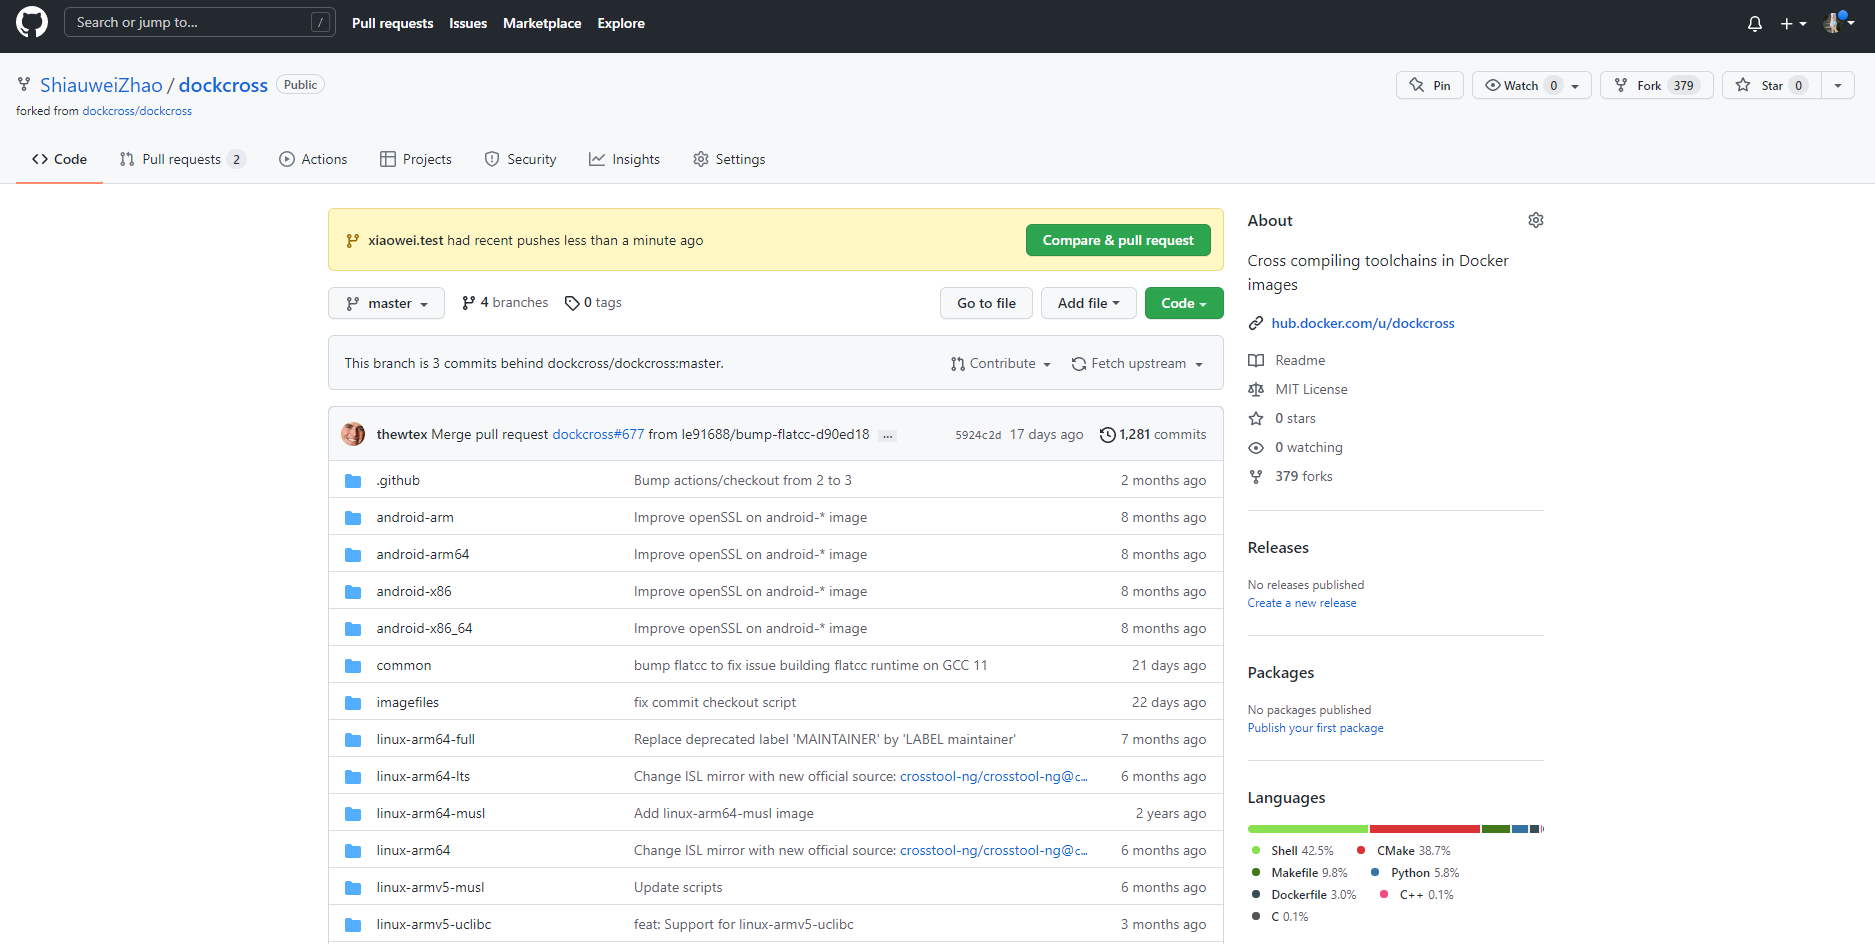 Search or jump to... /
Pull requests Issues Marketplace Explore
ShiauweiZhao / dockcross Public
forked from dockcross/dockcross
Pin Watch 0 Fork 379 Star 0
Code Pull requests 2 Actions Projects Security Insights Settings
xiaowei.test had recent pushes less than a minute ago Compare & pull request
master 4 branches 0 tags Go to file Add file Code
This branch is 3 commits behind dockcross/dockcross:master. Contribute Fetch upstream
thewtex Merge pull request dockcross#677 from le91688/bump-flatcc-d90ed18 ... 5924c2d 17 days ago 1,281 commits
.github Bump actions/checkout from 2 to 3 2 months ago
android-arm Improve openSSL on android-* image 8 months ago
android-arm64 Improve openSSL on android-* image 8 months ago
android-x86 Improve openSSL on android-* image 8 months ago
android-x86_64 Improve openSSL on android-* image 8 months ago
common bump flatcc to fix issue building flatcc runtime on GCC 11 21 days ago
imagefiles fix commit checkout script 22 days ago
linux-arm64-full Replace deprecated label 'MAINTAINER' by 'LABEL maintainer' 7 months ago
linux-arm64-lts Change ISL mirror with new official source: crosstool-ng/crosstool-ng@c... 6 months ago
linux-arm64-musl Add linux-arm64-musl image 2 years ago
linux-arm64 Change ISL mirror with new official source: crosstool-ng/crosstool-ng@c... 6 months ago
linux-armv5-musl Update scripts 6 months ago
linux-armv5-uclibc feat: Support for linux-armv5-uclibc 3 months ago
About
Cross compiling toolchains in Docker
images
hub.docker.com/u/dockcross
Readme
MIT License
0 stars
0 watching
379 forks
Releases
No releases published
Create a new release
Packages
No packages published
Publish your first package
Languages
Shell 42.5% CMake 38.7%
Makefile 9.8% Python 5.8%
Dockerfile 3.0% C++ 0.1%
C 0.1%